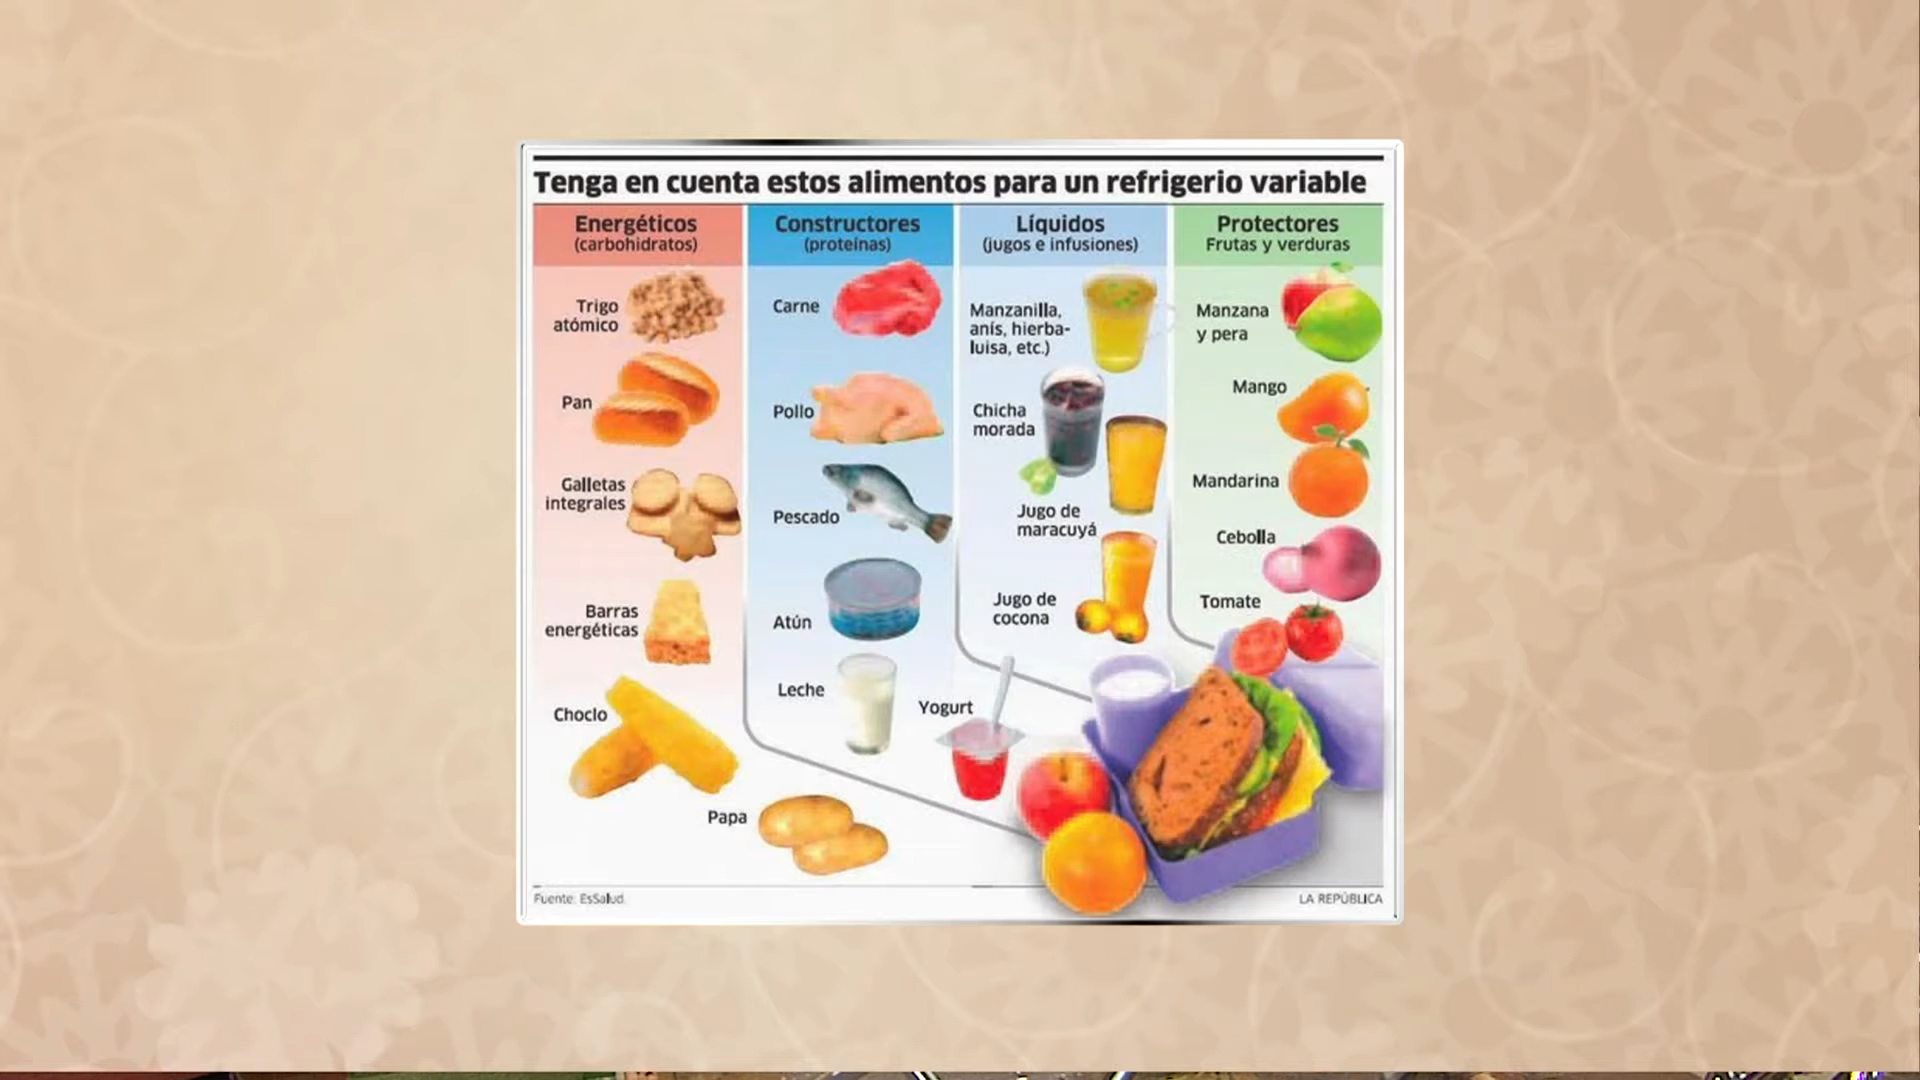 Tenga en cuenta estos alimentos para un refrigerio variable
Energéticos
(carbohidratos)
Trigo
atómico
Pan
Galletas
integrales
Barras
energéticas
Choclo
Papa
Constructores
(proteínas)
Carne
Pollo
Pescado
Atún
Leche
Yogurt
Líquidos
(jugos e infusiones)
Manzanilla,
anís, hierba-
luisa, etc.)
Chicha
morada
Jugo de
maracuyá
Jugo de
cocona
Protectores
Frutas y verduras
Manzana
y pera
Mango
Mandarina
Cebolla
Tomate
Fuente: EsSalud.
LA REPÚBLICA